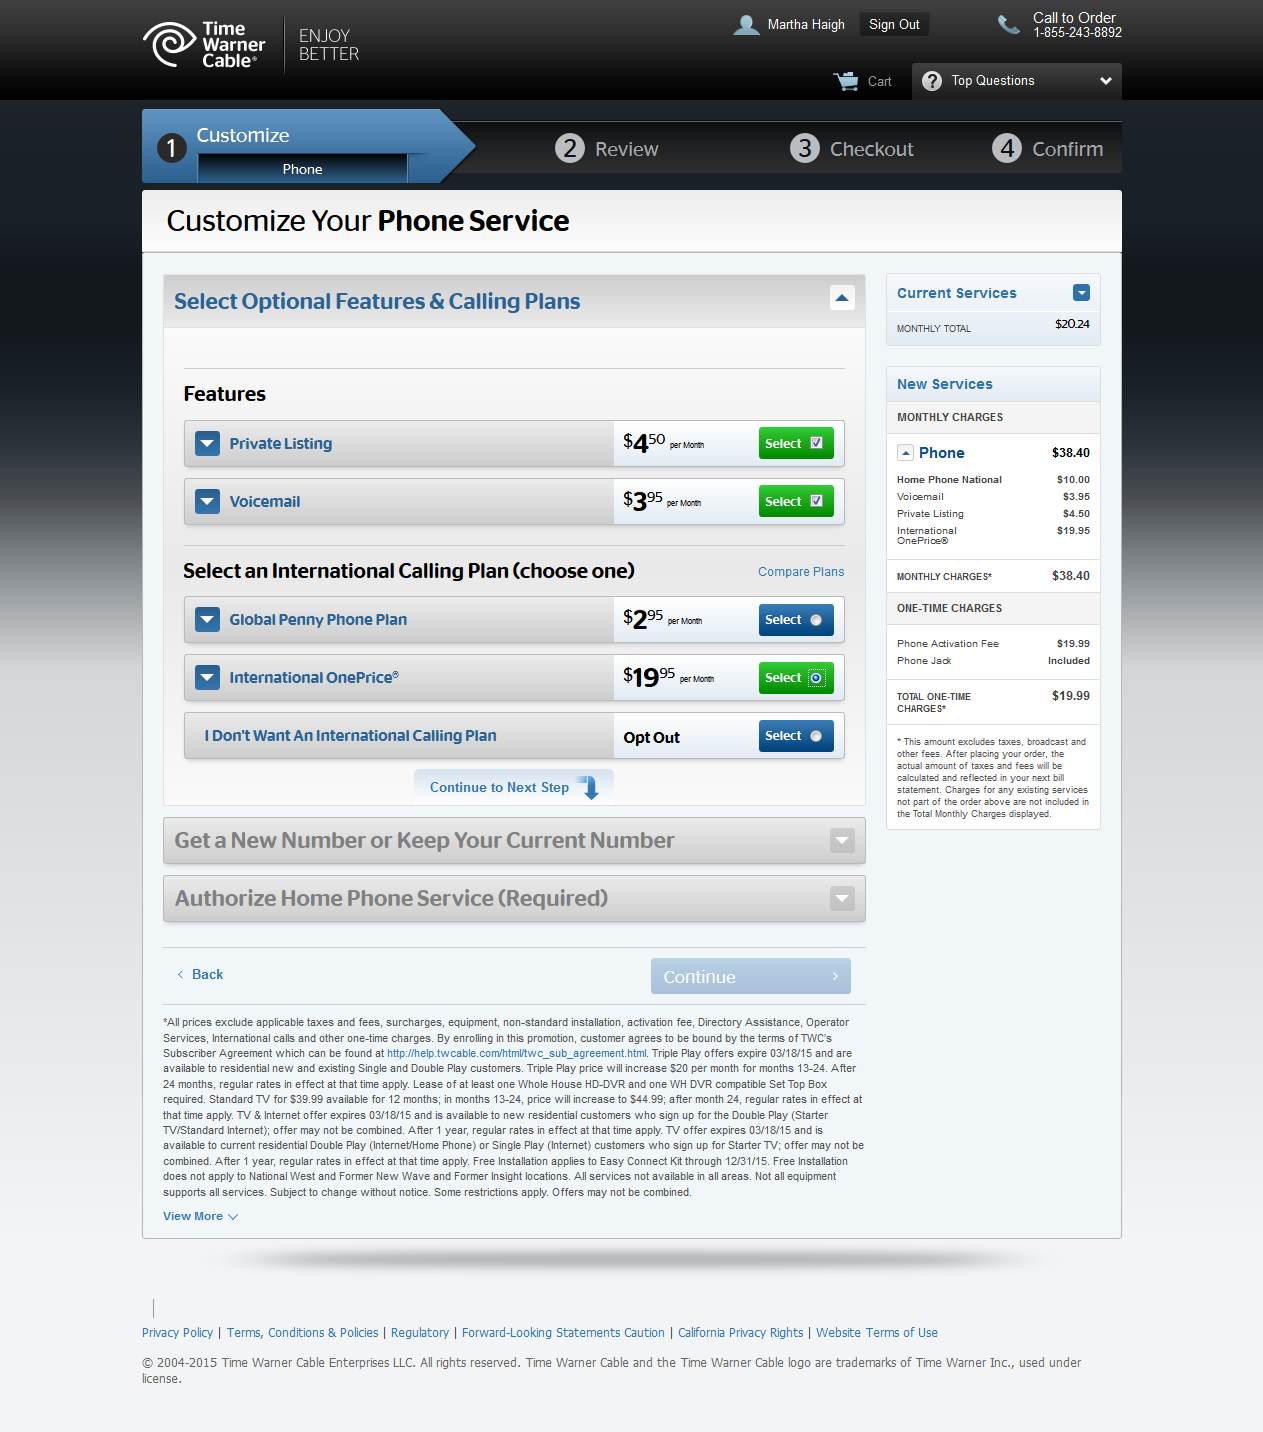 Time
Warner
Cable®
ENJOY
BETTER
Martha Haigh
Sign Out
Call to Order
1-855-243-8892
Cart
? Top Questions
1 Customize
Phone
2 Review
3 Checkout
4 Confirm
Customize Your Phone Service
Select Optional Features & Calling Plans
Features
Private Listing
$4 50 per Month
Select
Voicemail
$3 95 per Month
Select
Select an International Calling Plan (choose one)
Compare Plans
Global Penny Phone Plan
$2 95 per Month
Select
International OnePrice®
$19 95 per Month
Select
I Don't Want An International Calling Plan
Opt Out
Select
Continue to Next Step
Get a New Number or Keep Your Current Number
Authorize Home Phone Service (Required)
< Back
Continue >
*All prices exclude applicable taxes and fees, surcharges, equipment, non-standard installation, activation fee, Directory Assistance, Operator
Services, International calls and other one-time charges. By enrolling in this promotion, customer agrees to be bound by the terms of TWC's
Subscriber Agreement which can be found at http://help.twcable.com/html/twc_sub_agreement.html. Triple Play offers expire 03/18/15 and are
available to residential new and existing Single and Double Play customers. Triple Play price will increase $20 per month for months 13-24. After
24 months, regular rates in effect at that time apply. Lease of at least one Whole House HD-DVR and one WH DVR compatible Set Top Box
required. Standard TV for $39.99 available for 12 months; in months 13-24, price will increase to $44.99; after month 24, regular rates in effect at
that time apply. TV & Internet offer expires 03/18/15 and is available to new residential customers who sign up for the Double Play (Starter
TV/Standard Internet); offer may not be combined. After 1 year, regular rates in effect at that time apply. TV offer expires 03/18/15 and is
available to current residential Double Play (Internet/Home Phone) or Single Play (Internet) customers who sign up for Starter TV; offer may not be
combined. After 1 year, regular rates in effect at that time apply. Free Installation applies to Easy Connect Kit through 12/31/15. Free Installation
does not apply to National West and Former New Wave and Former Insight locations. All services not available in all areas. Not all equipment
supports all services. Subject to change without notice. Some restrictions apply. Offers may not be combined.
View More
Current Services
MONTHLY TOTAL $20.24
New Services
MONTHLY CHARGES
Phone $38.40
Home Phone National $10.00
Voicemail $3.95
Private Listing $4.50
International $19.95
OnePrice®
MONTHLY CHARGES* $38.40
ONE-TIME CHARGES
Phone Activation Fee $19.99
Phone Jack Included
TOTAL ONE-TIME $19.99
CHARGES*
* This amount excludes taxes, broadcast and
other fees. After placing your order, the
actual amount of taxes and fees will be
calculated and reflected in your next bill
statement. Charges for any existing services
not part of the order above are not included in
the Total Monthly Charges displayed.
Privacy Policy | Terms, Conditions & Policies | Regulatory | Forward-Looking Statements Caution | California Privacy Rights | Website Terms of Use
© 2004-2015 Time Warner Cable Enterprises LLC. All rights reserved. Time Warner Cable and the Time Warner Cable logo are trademarks of Time Warner Inc., used under
license.